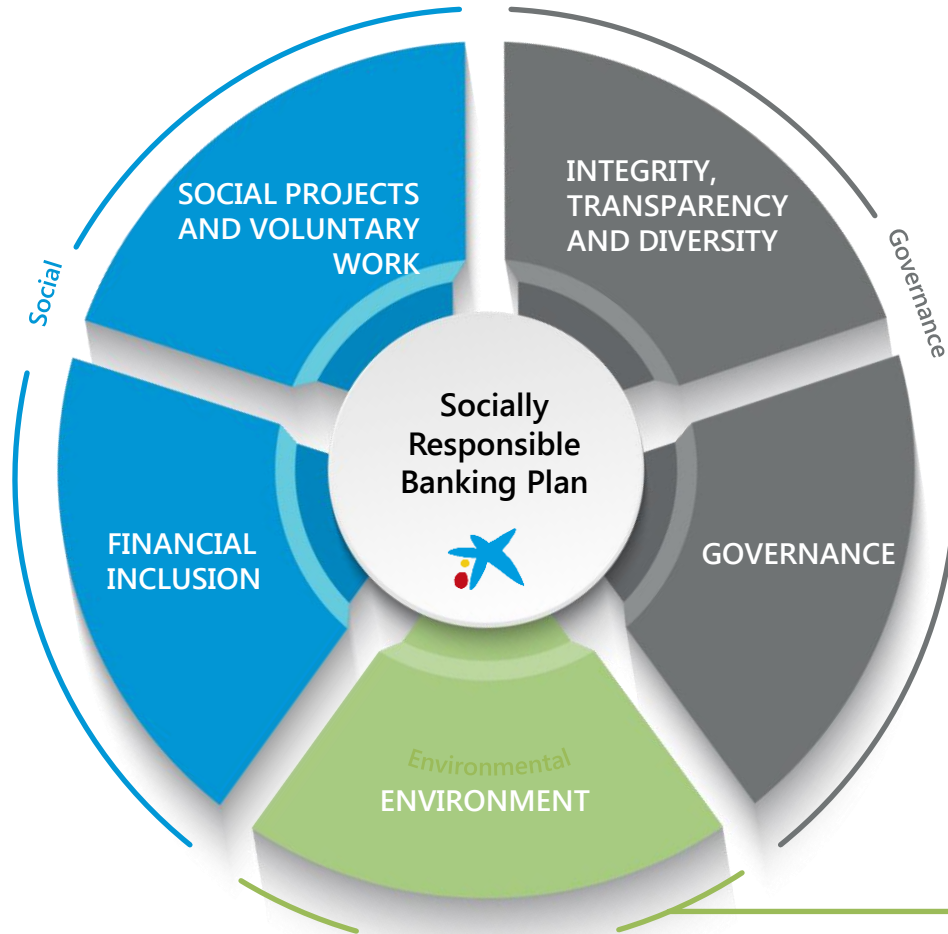 SOCIAL PROJECTS
AND VOLUNTARY
WORK
INTEGRITY,
TRANSPARENCY
AND DIVERSITY
Social
Governance
Socially
Responsible
Banking Plan
FINANCIAL
INCLUSION
GOVERNANCE
Environmental
ENVIRONMENT